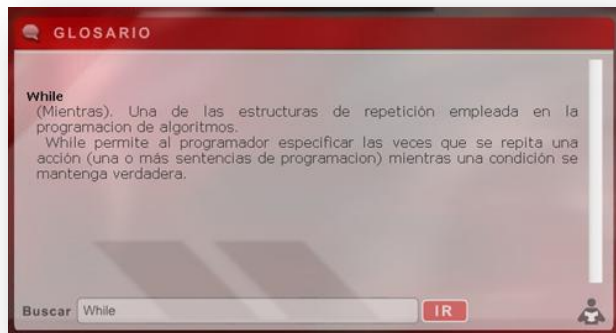 GLOSARIO
While
(Mientras). Una de las estructuras de repetición empleada en la
programacion de algoritmos.
While permite al programador especificar las veces que se repita una
acción (una o más sentencias de programacion) mientras una condición se
mantenga verdadera.
Buscar While IR